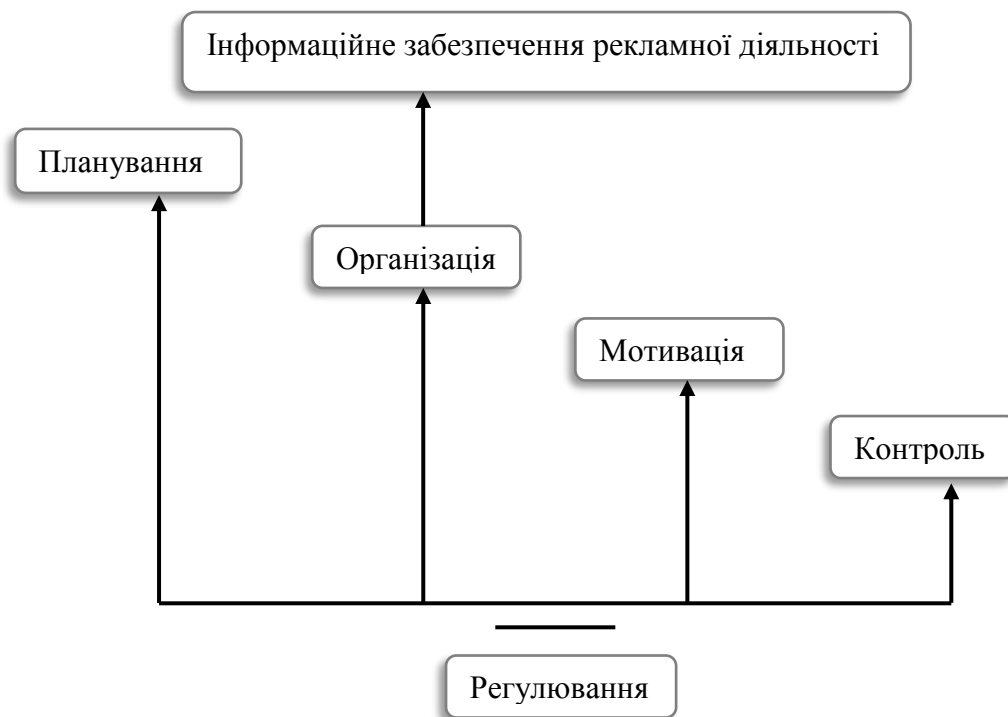 Інформаційне забезпечення рекламної діяльності
Планування
Організація
Мотивація
Контроль
Регулювання